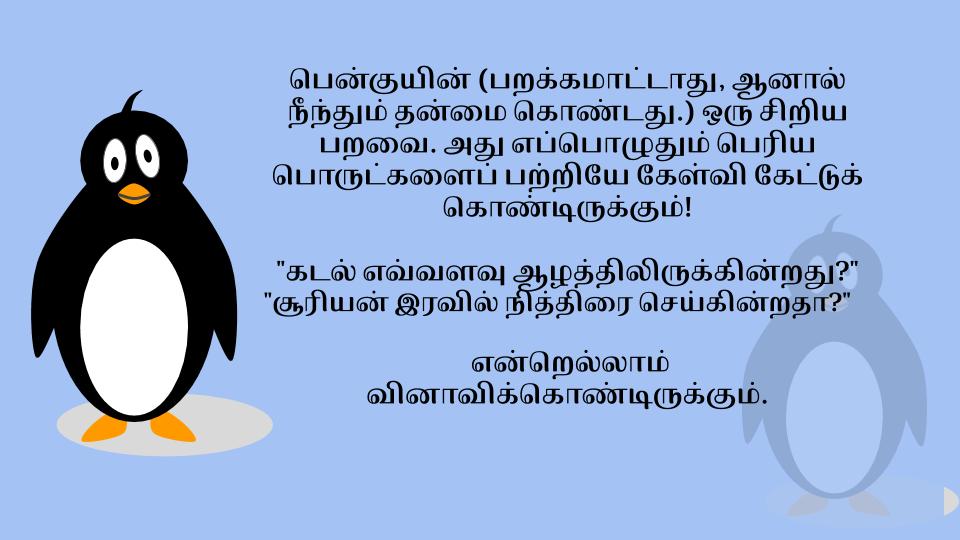 பென்குயின் (பறக்கமாட்டாது, ஆனால்
நீந்தும் தன்மை கொண்டது.) ஒரு சிறிய
பறவை. அது எப்பொழுதும் பெரிய
பொருட்களைப் பற்றியே கேள்வி கேட்டுக்
கொண்டிருக்கும்!
"கடல் எவ்வளவு ஆழத்திலிருக்கின்றது?"
"சூரியன் இரவில் நித்திரை செய்கின்றதா?"
என்றெல்லாம்
வினாவிக்கொண்டிருக்கும்.